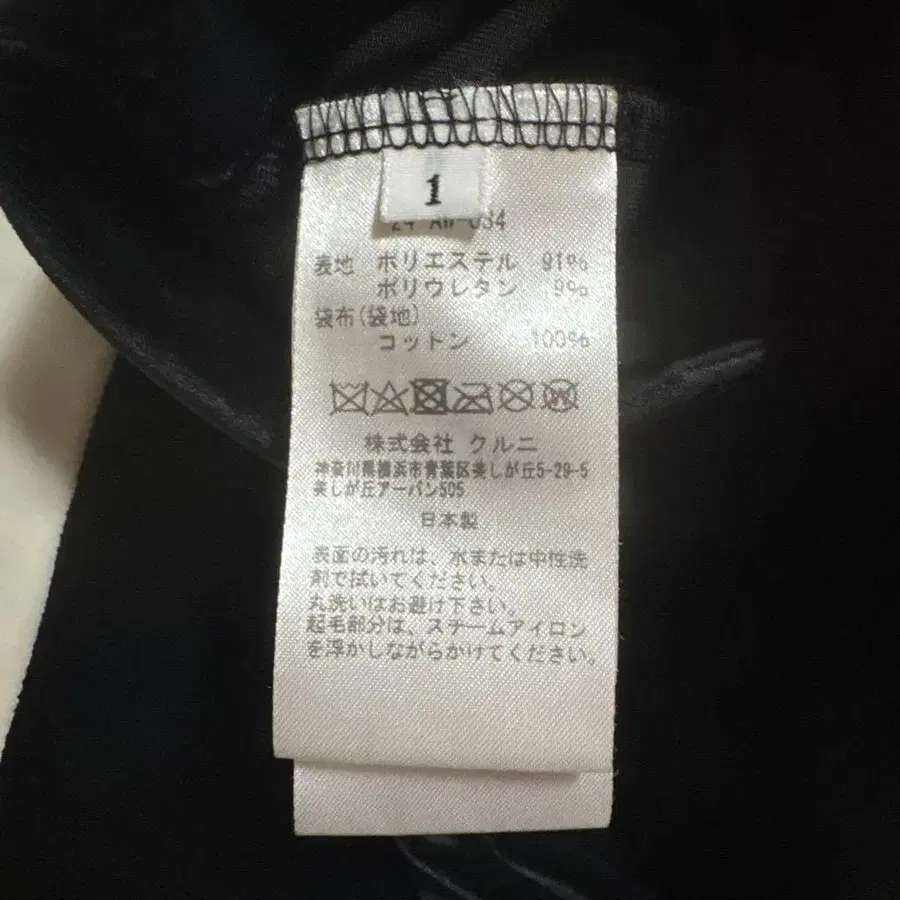 1
表地 ポリエステル 91%
ポリウレタン 9%
袋布(袋地)
コットン 100%
W
株式会社 クルニ
神奈川県横浜市青葉区美しが丘5-29-5
美しが丘アーバン505
日本製
表面の汚れは、水または中性洗
剤で拭いてください。
丸洗いはお避け下さい。
起毛部分は、スチームアイロン
を浮かしながらかけてください。